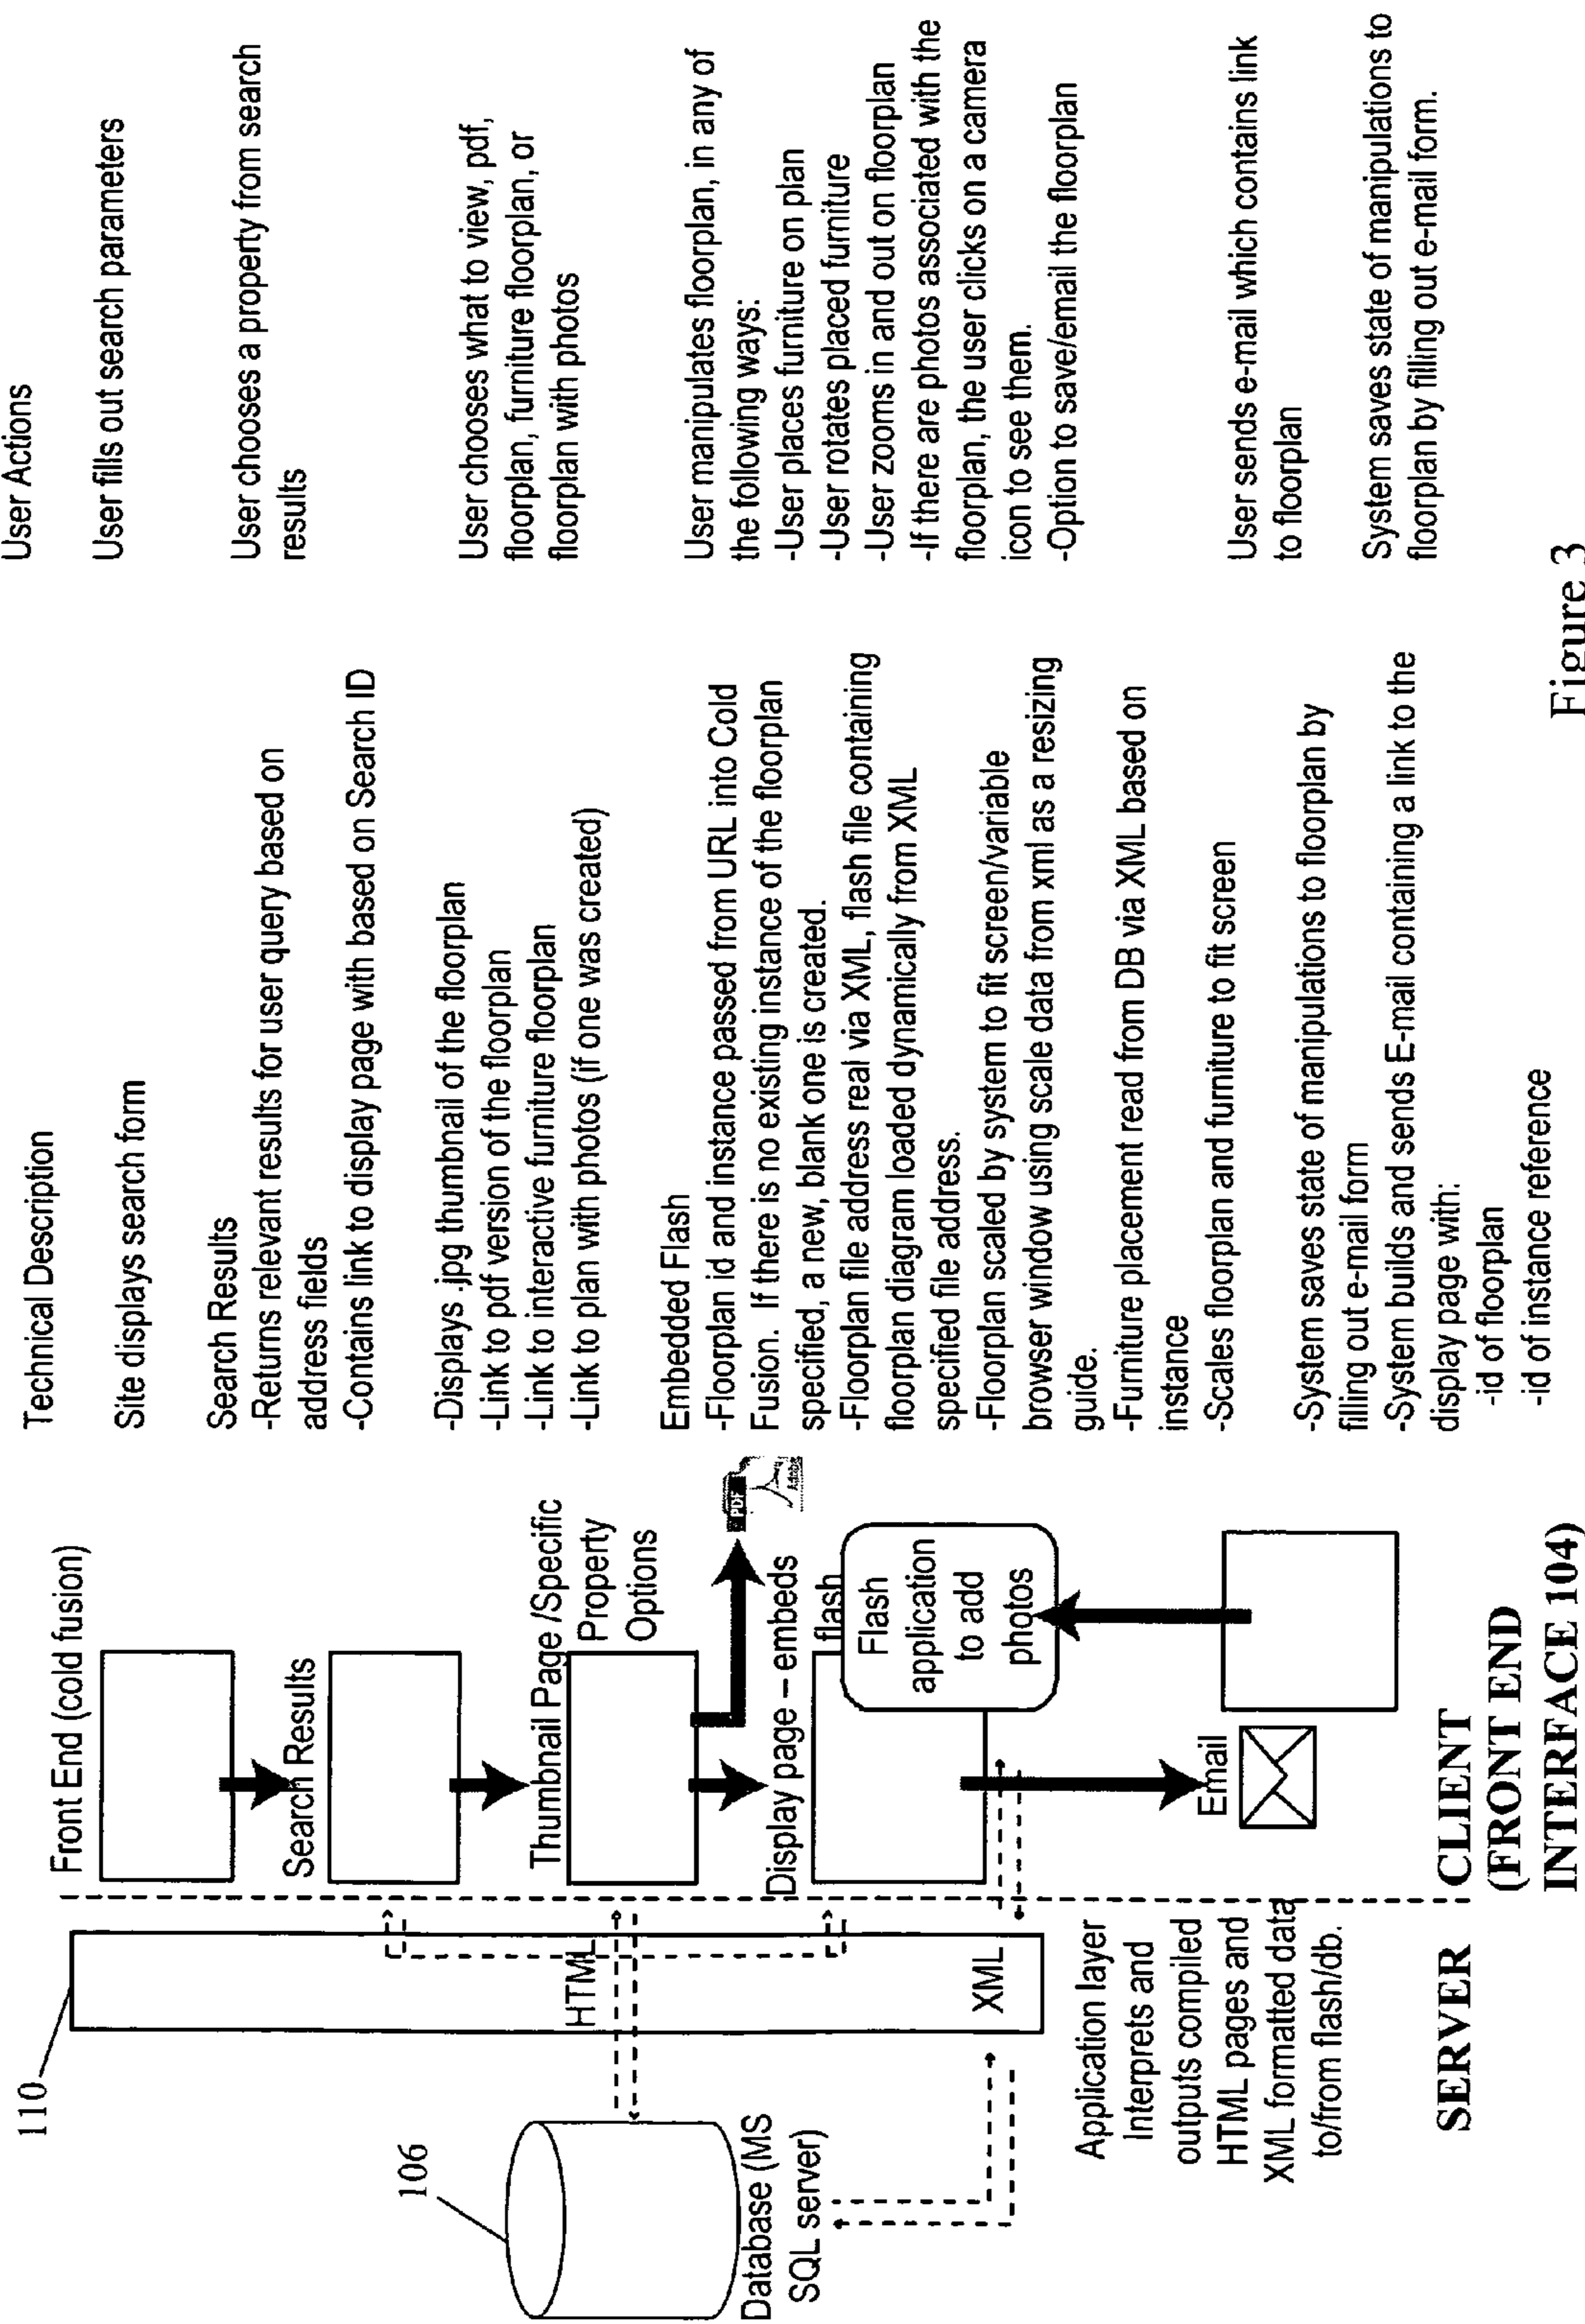 110
106
Database (MS
SQL server)
HTML
XML
Application layer
Interprets and
outputs compiled
HTML pages and
XML formatted data
to/from flash/db.
SERVER
Front End (cold fusion)
Search Results
Thumbnail Page /Specific
Property
Options
PDF
Adobe
Display page – embeds
flash
Flash
application
to add
photos
Email
CLIENT
(FRONT END
INTERFACE 104)
Technical Description
Site displays search form
Search Results
-Returns relevant results for user query based on
address fields
-Contains link to display page with based on Search ID
-Displays .jpg thumbnail of the floorplan
-Link to pdf version of the floorplan
-Link to interactive furniture floorplan
-Link to plan with photos (if one was created)
Embedded Flash
-Floorplan id and instance passed from URL into Cold
Fusion. If there is no existing instance of the floorplan
specified, a new, blank one is created.
-Floorplan file address real via XML, flash file containing
floorplan diagram loaded dynamically from XML
specified file address.
-Floorplan scaled by system to fit screen/variable
browser window using scale data from xml as a resizing
guide.
-Furniture placement read from DB via XML based on
instance
-Scales floorplan and furniture to fit screen
-System saves state of manipulations to floorplan by
filling out e-mail form
-System builds and sends E-mail containing a link to the
display page with:
-id of floorplan
-id of instance reference
User Actions
User fills out search parameters
User chooses a property from search
results
User chooses what to view, pdf,
floorplan, furniture floorplan, or
floorplan with photos
User manipulates floorplan, in any of
the following ways:
-User places furniture on plan
-User rotates placed furniture
-User zooms in and out on floorplan
-If there are photos associated with the
floorplan, the user clicks on a camera
icon to see them.
-Option to save/email the floorplan
User sends e-mail which contains link
to floorplan
System saves state of manipulations to
floorplan by filling out e-mail form.
Figure 3